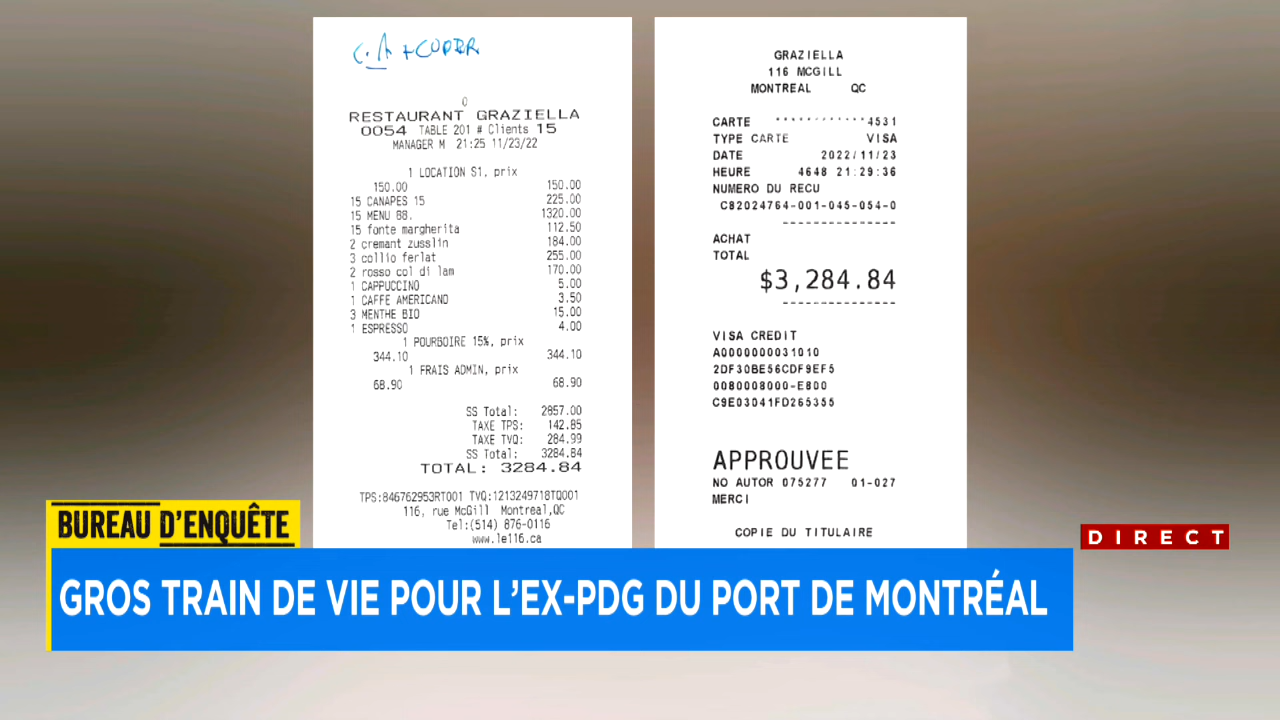 C.A + CODER
0
RESTAURANT GRAZIELLA
0054 TABLE 201 # Clients 15
MANAGER M 21:25 11/23/22
1 LOCATION S1, prix
150.00 150.00
15 CANAPES 15 225.00
15 MENU 88. 1320.00
15 fonte margherita 112.50
2 cremant zusslin 184.00
3 collio ferlat 255.00
2 rosso col di lam 170.00
1 CAPPUCCINO 5.00
1 CAFFE AMERICANO 3.50
3 MENTHE BIO 15.00
1 ESPRESSO 4.00
1 POURBOIRE 15%, prix
344.10 344.10
1 FRAIS ADMIN, prix
68.90 68.90
SS Total: 2857.00
TAXE TPS: 142.85
TAXE TVQ: 284.99
SS Total: 3284.84
TOTAL: 3284.84
TPS:846762953RT001 TVQ:1213249718TQ001
116, rue McGill Montreal,QC
Tel:(514) 876-0116
www.le116.ca
GRAZIELLA
116 MCGILL
MONTREAL QC
CARTE ************4531
TYPE CARTE VISA
DATE 2022/11/23
HEURE 4648 21:29:36
NUMERO DU RECU
C82024764-001-045-054-0
---------------
ACHAT
TOTAL
$3,284.84
---------------
VISA CREDIT
A0000000031010
2DF30BE56CDF9EF5
0080008000-E800
C9E03041FD265355
APPROUVEE
NO AUTOR 075277 01-027
MERCI
COPIE DU TITULAIRE
BUREAU D'ENQUÊTE
DIRECT
GROS TRAIN DE VIE POUR L'EX-PDG DU PORT DE MONTRÉAL